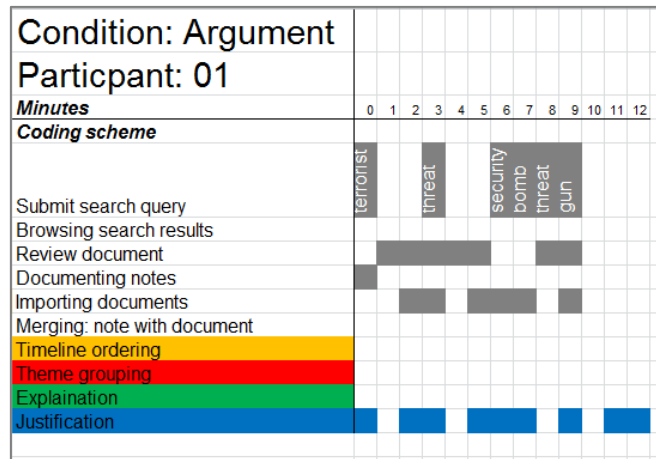 Condition: Argument
Particpant: 01
Minutes 0 1 2 3 4 5 6 7 8 9 10 11 12
Coding scheme
Submit search query terrorist threat security bomb threat gun
Browsing search results
Review document
Documenting notes
Importing documents
Merging: note with document
Timeline ordering
Theme grouping
Explaination
Justification